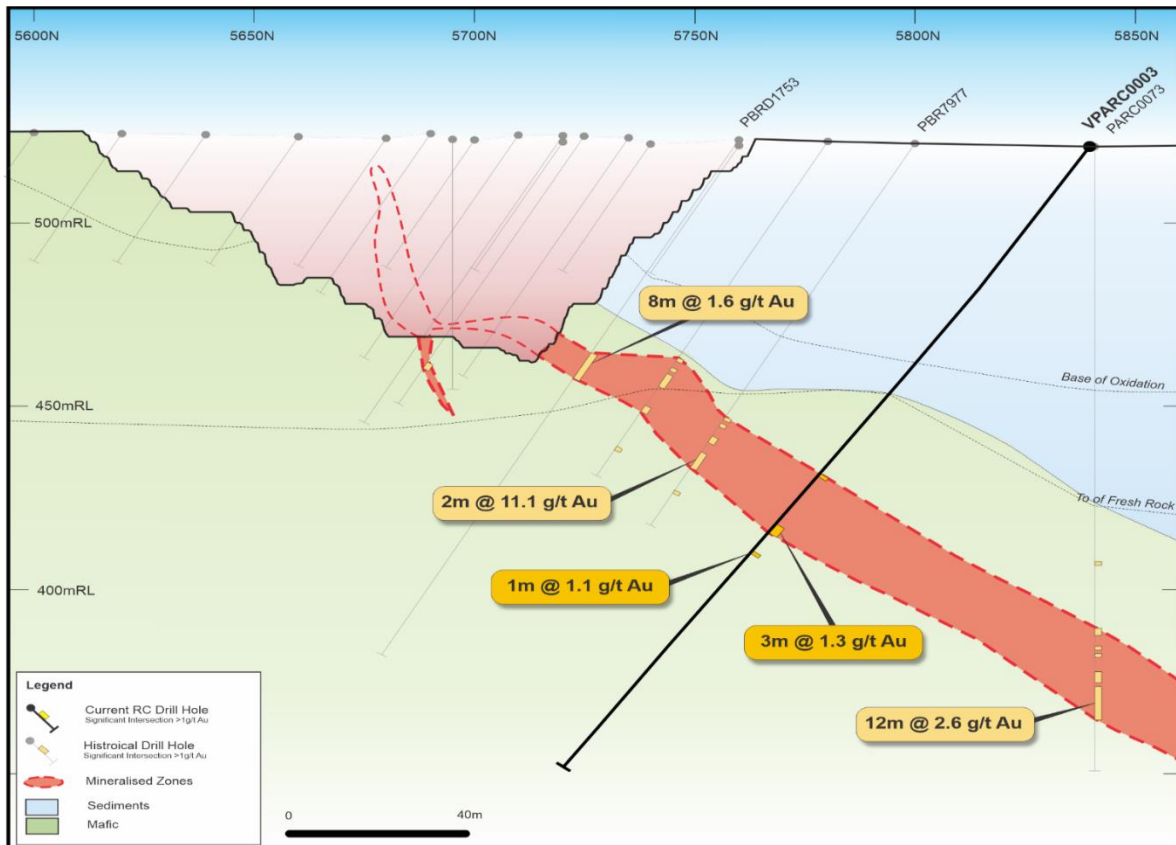 5600N
5650N
5700N
5750N
5800N
5850N
PBRD1753
PBR7977
VPARC0003
PARC0073
500mRL
450mRL
400mRL
8m @ 1.6 g/t Au
2m @ 11.1 g/t Au
1m @ 1.1 g/t Au
3m @ 1.3 g/t Au
12m @ 2.6 g/t Au
Base of Oxidation
To of Fresh Rock
Legend
Current RC Drill Hole
Significant Intersection >1g/t Au
Histroical Drill Hole
Significant Intersection >1g/t Au
Mineralised Zones
Sediments
Mafic
0
40m